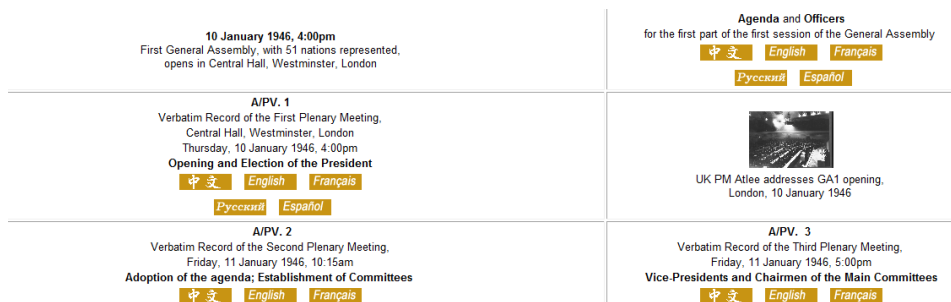 10 January 1946, 4:00pm
First General Assembly, with 51 nations represented,
opens in Central Hall, Westminster, London
Agenda and Officers
for the first part of the first session of the General Assembly
中文 English Français
Русский Español
A/PV. 1
Verbatim Record of the First Plenary Meeting,
Central Hall, Westminster, London
Thursday, 10 January 1946, 4:00pm
Opening and Election of the President
中文 English Français
Русский Español
UK PM Atlee addresses GA1 opening,
London, 10 January 1946
A/PV. 2
Verbatim Record of the Second Plenary Meeting,
Friday, 11 January 1946, 10:15am
Adoption of the agenda; Establishment of Committees
中文 English Français
A/PV. 3
Verbatim Record of the Third Plenary Meeting,
Friday, 11 January 1946, 5:00pm
Vice-Presidents and Chairmen of the Main Committees
中文 English Français